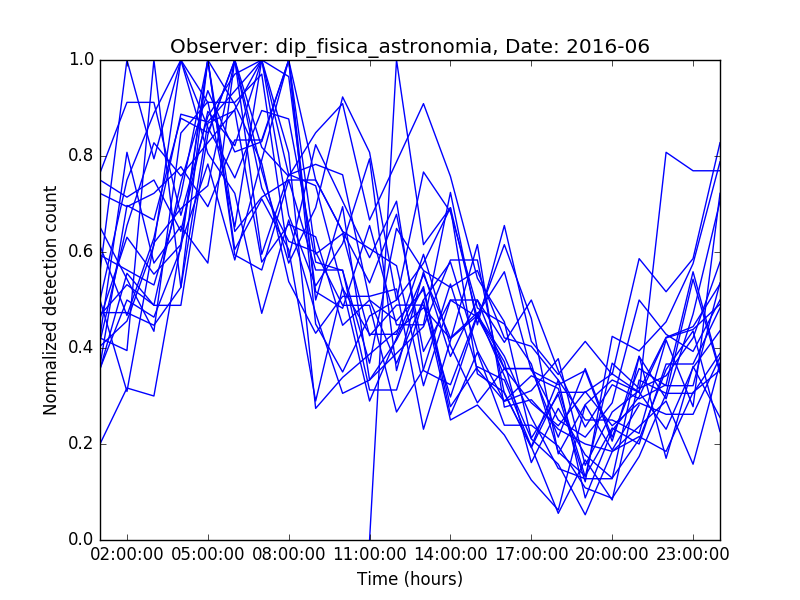 Observer: dip_fisica_astronomia, Date: 2016-06
1.0
0.8
0.6
0.4
0.2
0.0
Normalized detection count
02:00:00 05:00:00 08:00:00 11:00:00 14:00:00 17:00:00 20:00:00 23:00:00
Time (hours)